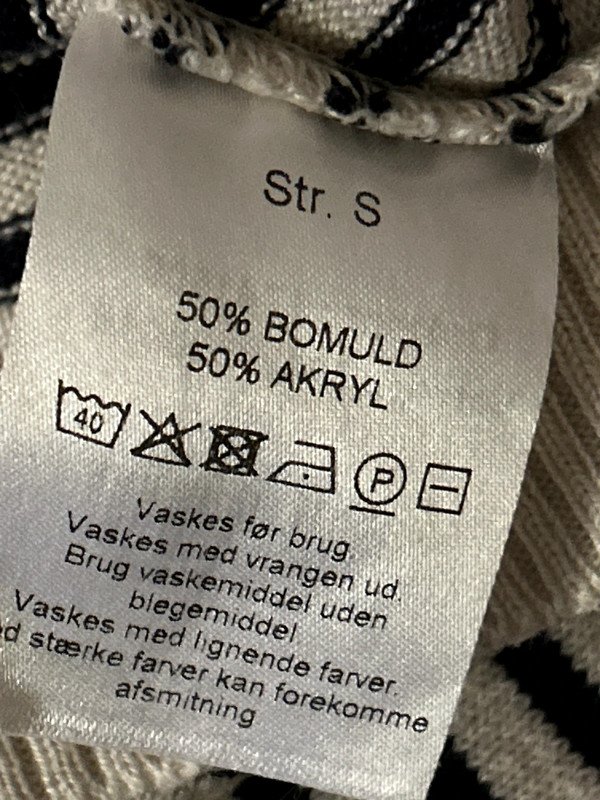 Str. S
50% BOMULD
50% AKRYL
40 P
Vaskes før brug.
Vaskes med vrangen ud.
Brug vaskemiddel uden
blegemiddel
Vaskes med lignende farver.
stærke farver kan forekomme
afsmitning